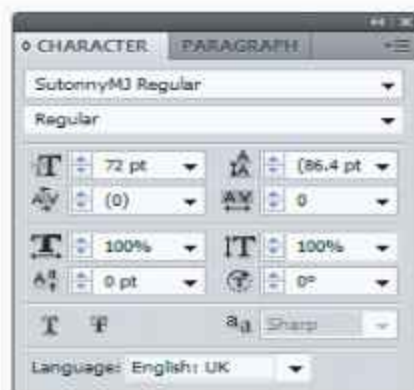 CHARACTER PARAGRAPH
SutonnyMJ Regular
Regular
72 pt (86.4 pt
(0) 0
100% 100%
0 pt 0°
T T aa Sharp
Language: English: UK